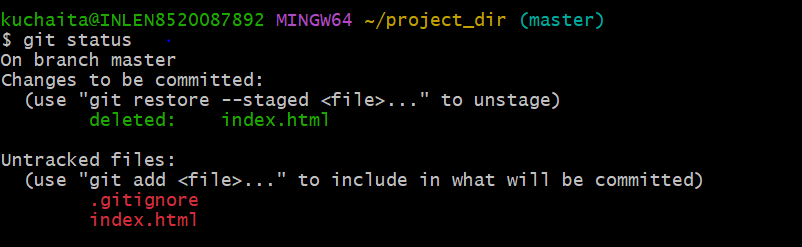 kuchaita@INLEN8520087892 MINGW64 ~/project_dir (master)
$ git status
On branch master
Changes to be committed:
  (use "git restore --staged <file>..." to unstage)
        deleted:    index.html

Untracked files:
  (use "git add <file>..." to include in what will be committed)
        .gitignore
        index.html